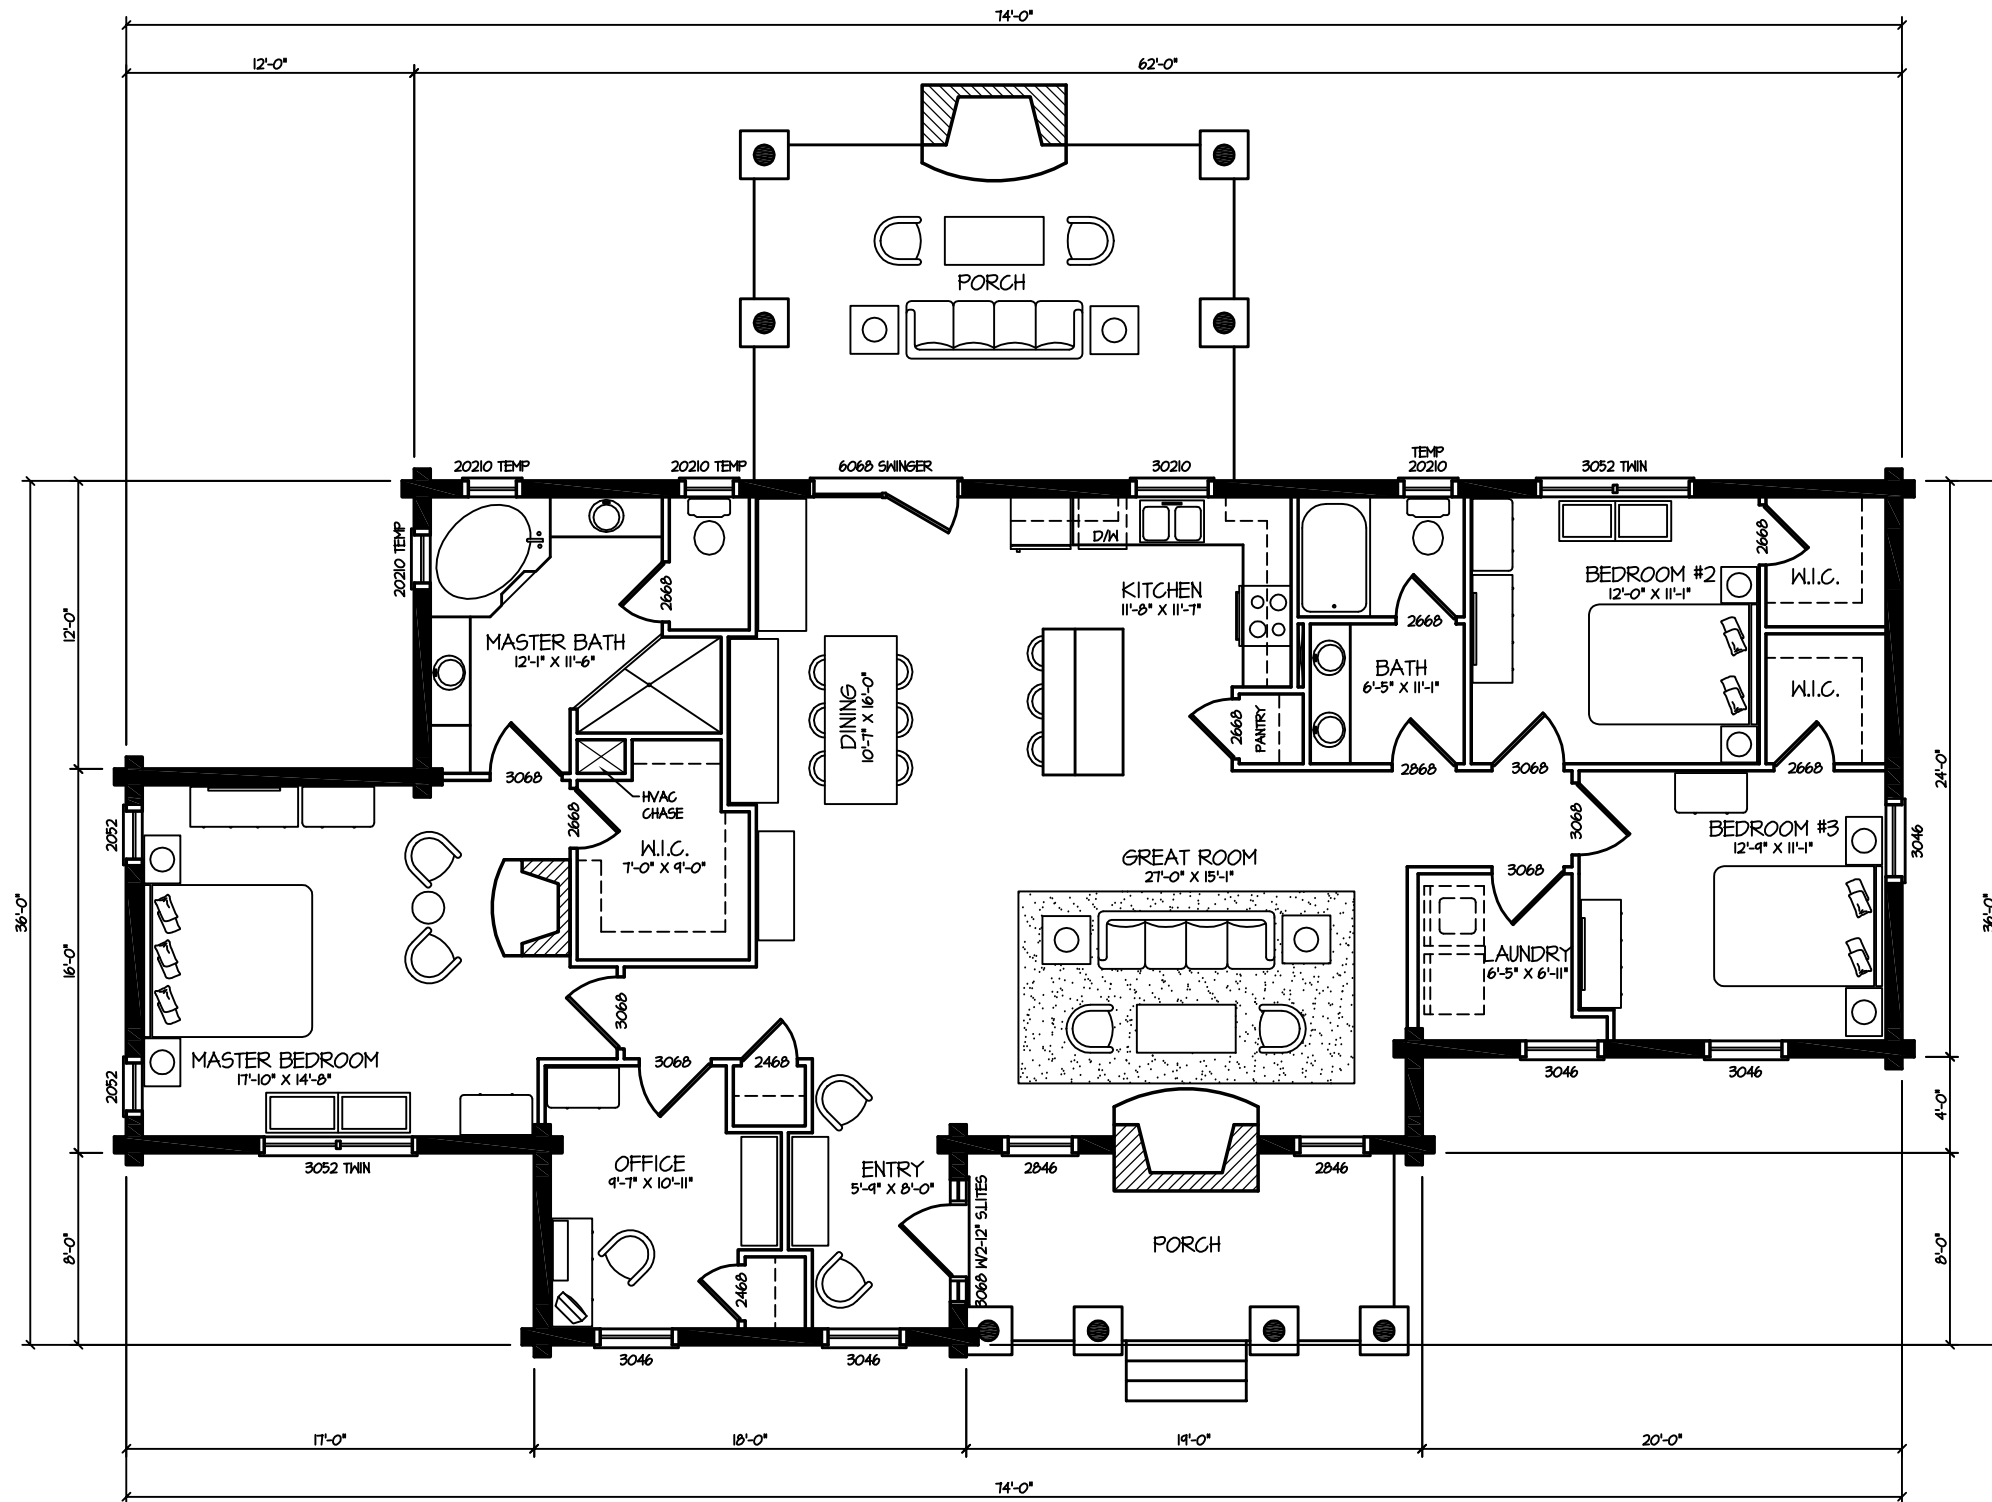 74'-0"
12'-0"
62'-0"
PORCH
20210 TEMP
20210 TEMP
6068 SWINGER
30210
TEMP
20210
3052 TWIN
20210 TEMP
2668
D/W
KITCHEN
11'-8" X 11'-7"
2668
2668
BEDROOM #2
12'-0" X 11'-1"
W.I.C.
MASTER BATH
12'-1" X 11'-6"
12'-0"
DINING
10'-7" X 16'-0"
2668
PANTRY
BATH
6'-5" X 11'-1"
W.I.C.
3068
2868
3068
2668
24'-0"
HVAC
CHASE
2668
2052
W.I.C.
7'-0" X 9'-0"
GREAT ROOM
27'-0" X 15'-1"
3068
3068
BEDROOM #3
12'-9" X 11'-1"
3046
36'-0"
16'-0"
LAUNDRY
6'-5" X 6'-11"
36'-0"
3068
MASTER BEDROOM
17'-10" X 14'-8"
2052
3068
2468
3046
3046
4'-0"
3052 TWIN
OFFICE
9'-7" X 10'-11"
ENTRY
5'-9" X 8'-0"
2846
2846
3068 W/2-12" S.LITES
PORCH
8'-0"
8'-0"
2468
3046
3046
17'-0"
18'-0"
19'-0"
20'-0"
74'-0"